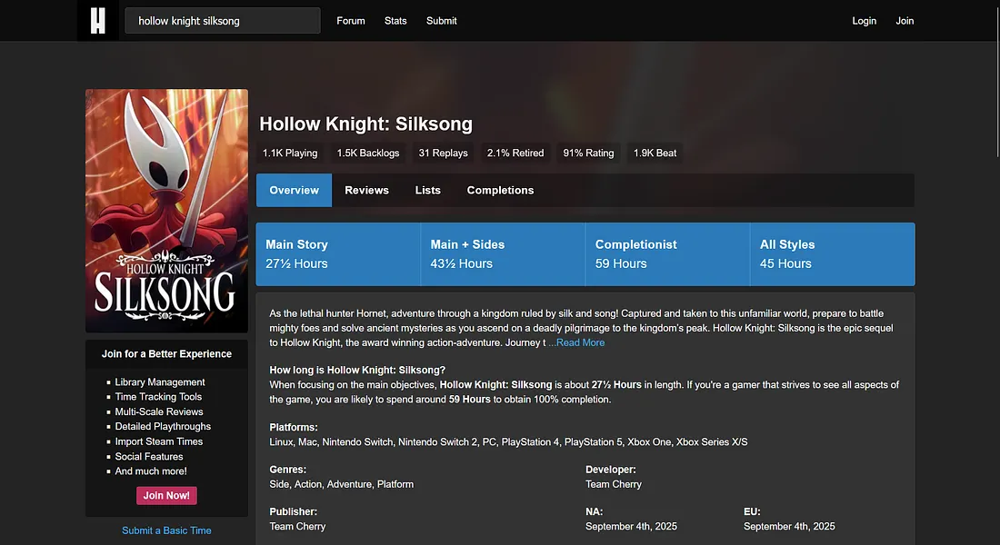 H
hollow knight silksong
Forum
Stats
Submit
Login
Join
HOLLOW KNIGHT
SILKSONG
Hollow Knight: Silksong
1.1K Playing
1.5K Backlogs
31 Replays
2.1% Retired
91% Rating
1.9K Beat
Overview
Reviews
Lists
Completions
Main Story
27½ Hours
Main + Sides
43½ Hours
Completionist
59 Hours
All Styles
45 Hours
As the lethal hunter Hornet, adventure through a kingdom ruled by silk and song! Captured and taken to this unfamiliar world, prepare to battle
mighty foes and solve ancient mysteries as you ascend on a deadly pilgrimage to the kingdom's peak. Hollow Knight: Silksong is the epic sequel
to Hollow Knight, the award winning action-adventure. Journey t ...Read More
How long is Hollow Knight: Silksong?
When focusing on the main objectives, Hollow Knight: Silksong is about 27½ Hours in length. If you're a gamer that strives to see all aspects of
the game, you are likely to spend around 59 Hours to obtain 100% completion.
Platforms:
Linux, Mac, Nintendo Switch, Nintendo Switch 2, PC, PlayStation 4, PlayStation 5, Xbox One, Xbox Series X/S
Genres:
Side, Action, Adventure, Platform
Developer:
Team Cherry
Publisher:
Team Cherry
NA:
September 4th, 2025
EU:
September 4th, 2025
Join for a Better Experience
Library Management
Time Tracking Tools
Multi-Scale Reviews
Detailed Playthroughs
Import Steam Times
Social Features
And much more!
Join Now!
Submit a Basic Time